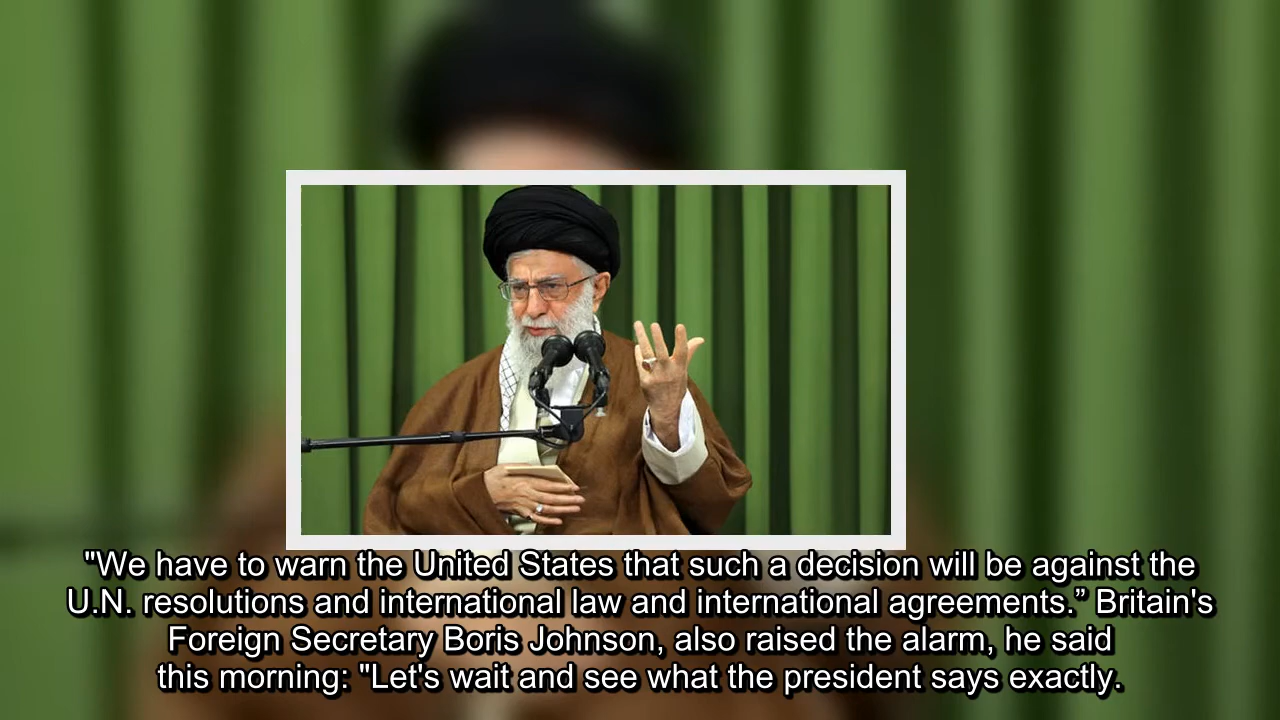 "We have to warn the United States that such a decision will be against the
U.N. resolutions and international law and international agreements.” Britain's
Foreign Secretary Boris Johnson, also raised the alarm, he said
this morning: "Let's wait and see what the president says exactly.